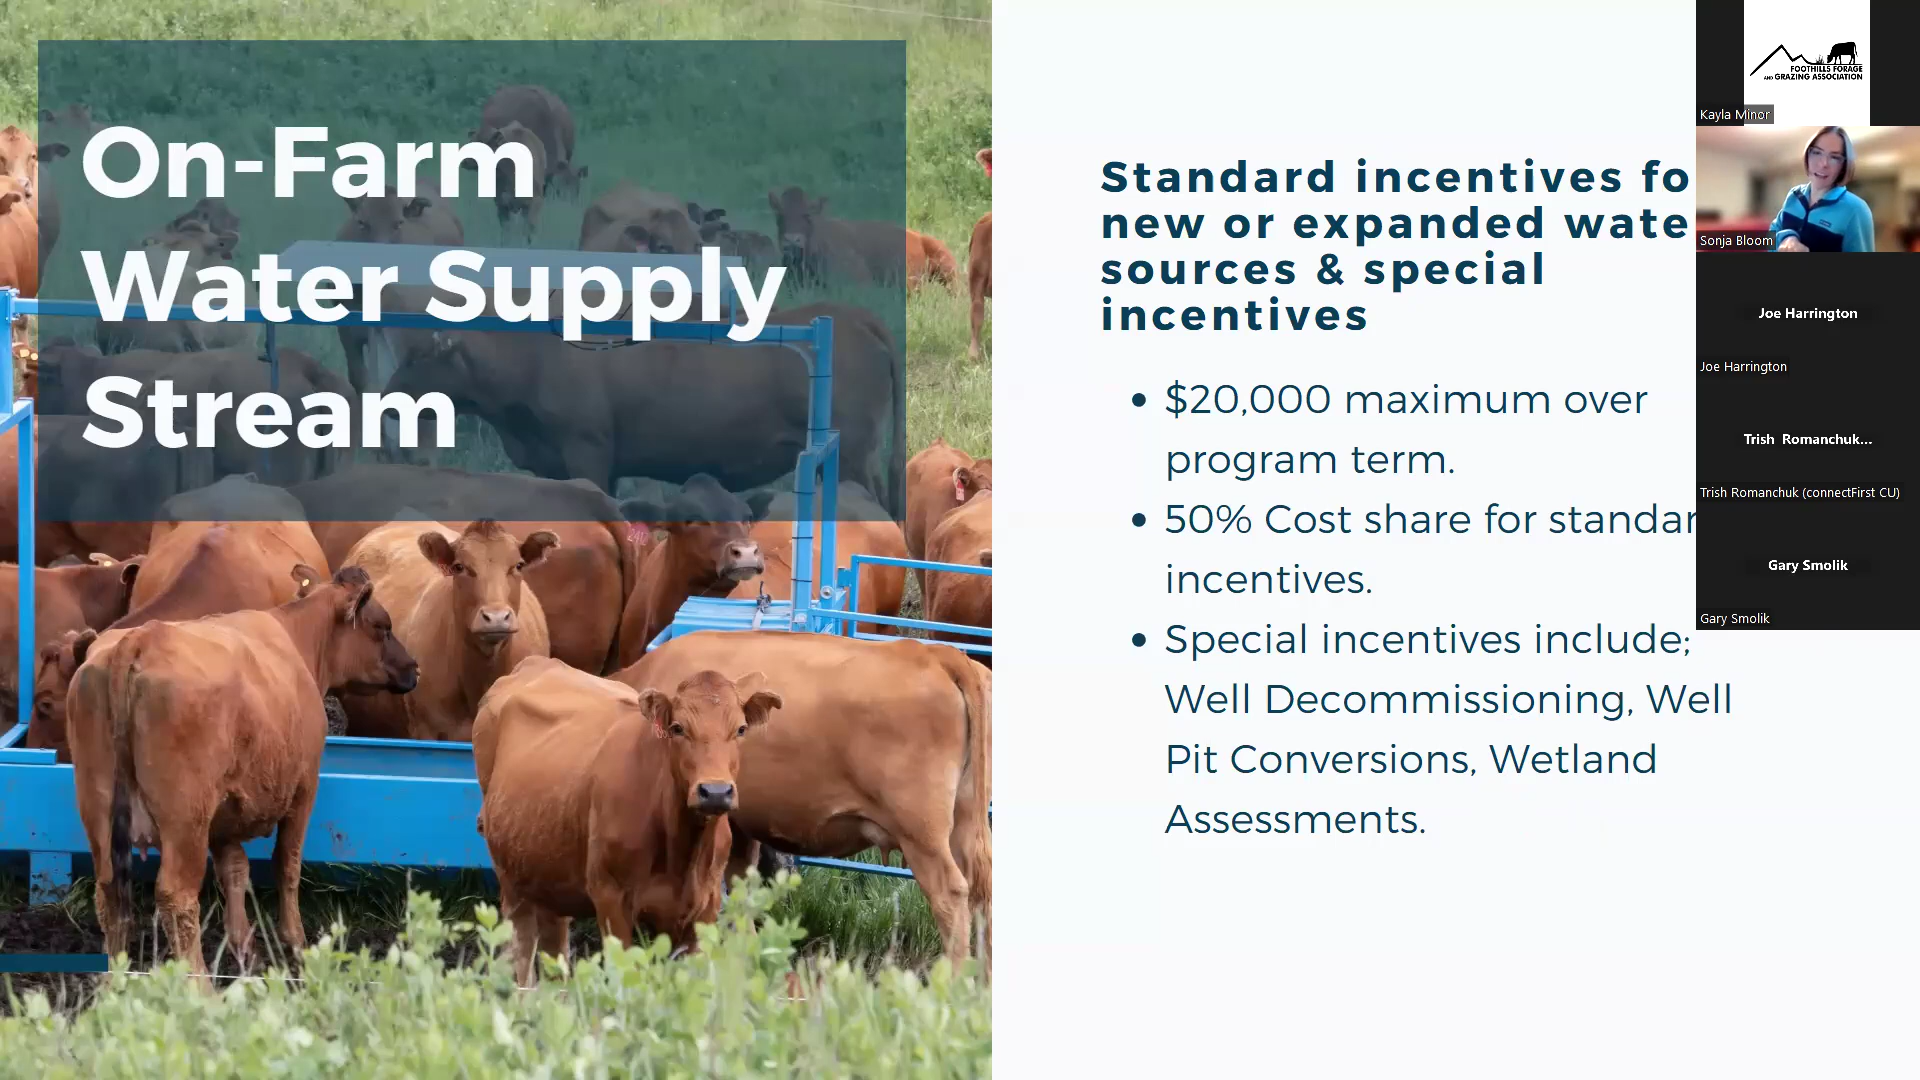 On-Farm
Water Supply
Stream
Standard incentives fo
new or expanded wate
sources & special
incentives
$20,000 maximum over
program term.
50% Cost share for standar
incentives.
Special incentives include;
Well Decommissioning, Well
Pit Conversions, Wetland
Assessments.
FOOTHILLS FORAGE
AND GRAZING ASSOCIATION
Kayla Minor
Sonja Bloom
Joe Harrington
Joe Harrington
Trish Romanchuk...
Trish Romanchuk (connectFirst CU)
Gary Smolik
Gary Smolik